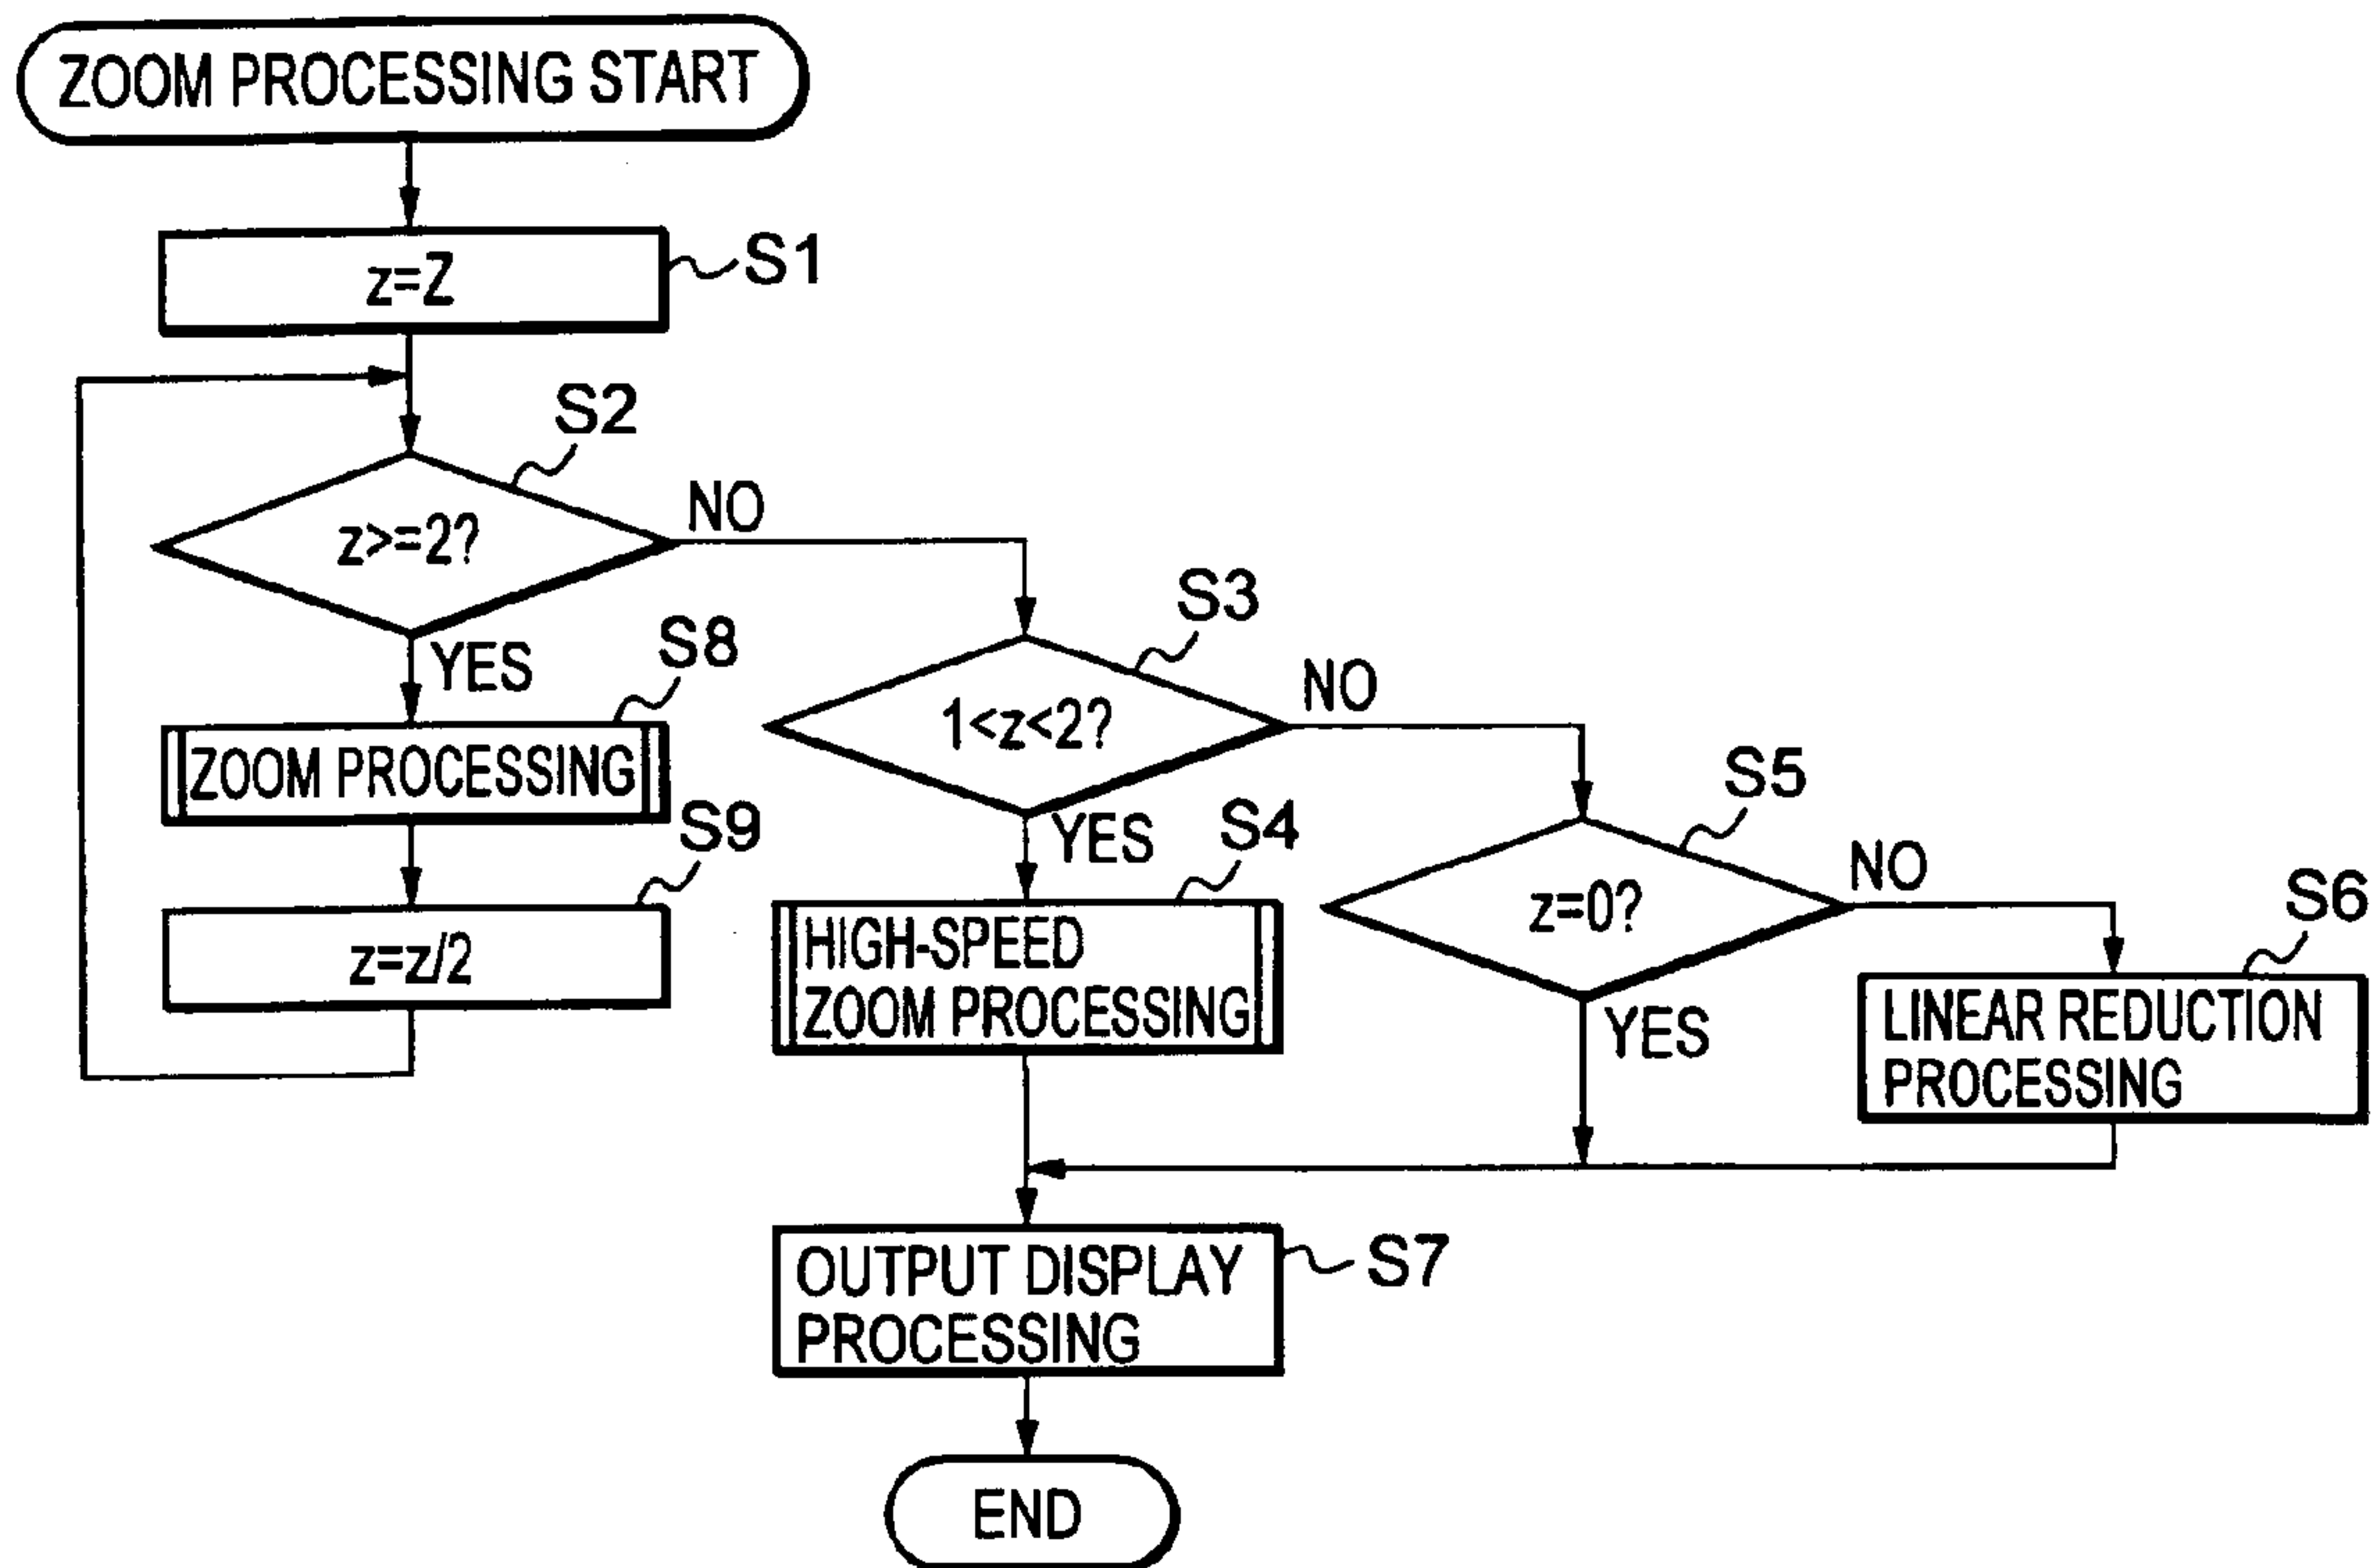 ZOOM PROCESSING START
z=Z
S1
S2
z>=2?
NO
YES
S3
1<z<2?
NO
YES
S8
ZOOM PROCESSING
S9
z=z/2
S4
HIGH-SPEED
ZOOM PROCESSING
S5
z=0?
NO
YES
S6
LINEAR REDUCTION
PROCESSING
OUTPUT DISPLAY
PROCESSING
S7
END